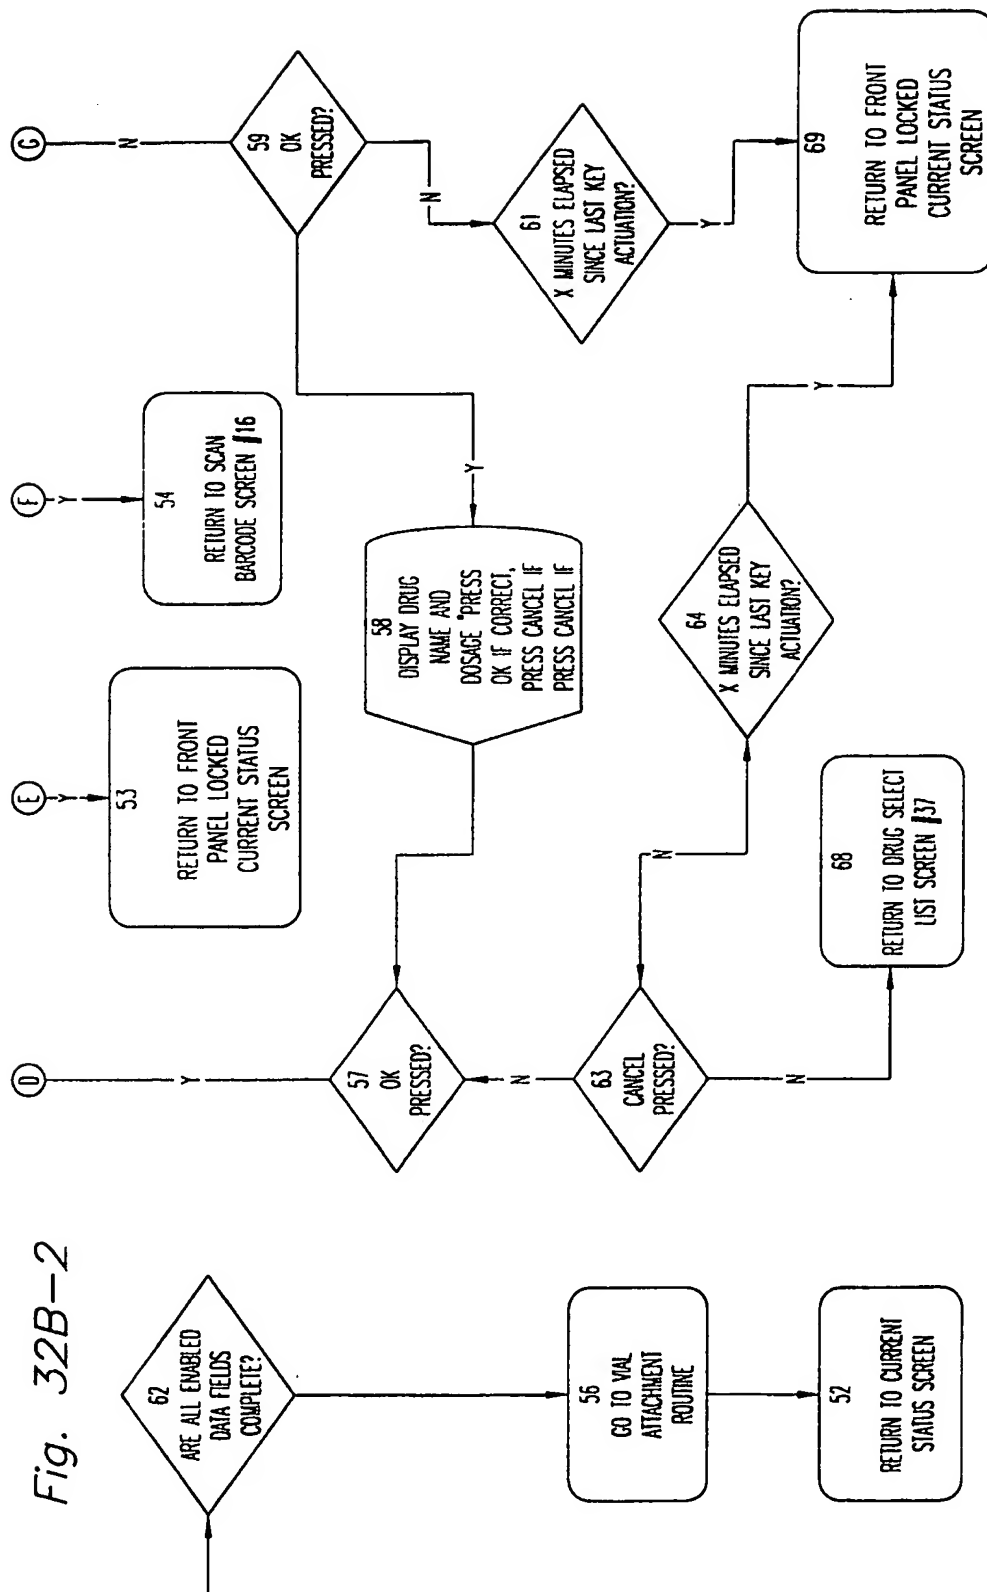 Fig. 32B-2
62
ARE ALL ENABLED
DATA FIELDS
COMPLETE?
56
GO TO VIAL
ATTACHMENT
ROUTINE
52
RETURN TO CURRENT
STATUS SCREEN
D
Y
57
OK
PRESSED?
N
63
CANCEL
PRESSED?
N
68
RETURN TO DRUG SELECT
LIST SCREEN 37
E
Y
53
RETURN TO FRONT
PANEL LOCKED
CURRENT STATUS
SCREEN
F
Y
54
RETURN TO SCAN
BARCODE SCREEN 16
58
DISPLAY DRUG
NAME AND
DOSAGE "PRESS
OK IF CORRECT,
PRESS CANCEL IF
PRESS CANCEL IF
Y
N
64
X MINUTES ELAPSED
SINCE LAST KEY
ACTUATION?
Y
G
N
59
OK
PRESSED?
N
61
X MINUTES ELAPSED
SINCE LAST KEY
ACTUATION?
Y
69
RETURN TO FRONT
PANEL LOCKED
CURRENT STATUS
SCREEN